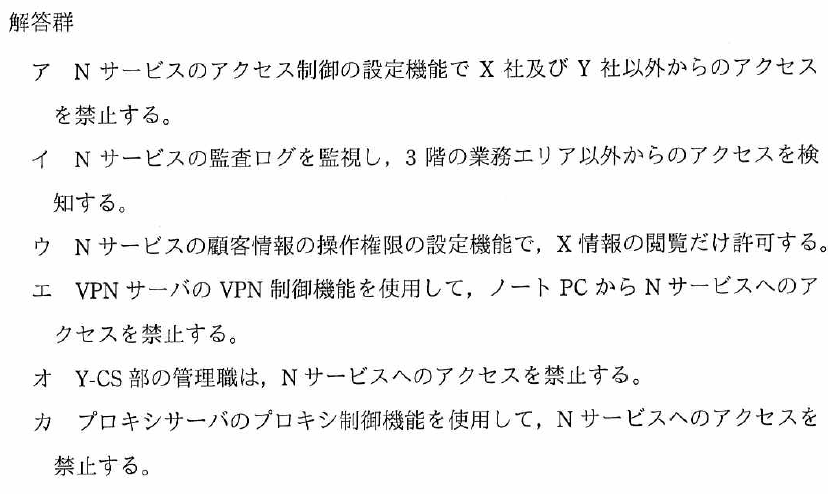 解答群
ア N サービスのアクセス制御の設定機能で X 社及び Y 社以外からのアクセス
を禁止する。
イ N サービスの監査ログを監視し，3 階の業務エリア以外からのアクセスを検
知する。
ウ N サービスの顧客情報の操作権限の設定機能で，X 情報の閲覧だけ許可する。
エ VPN サーバの VPN 制御機能を使用して，ノート PC から N サービスへのア
クセスを禁止する。
オ Y-CS 部の管理職は，N サービスへのアクセスを禁止する。
カ プロキシサーバのプロキシ制御機能を使用して，N サービスへのアクセスを
禁止する。